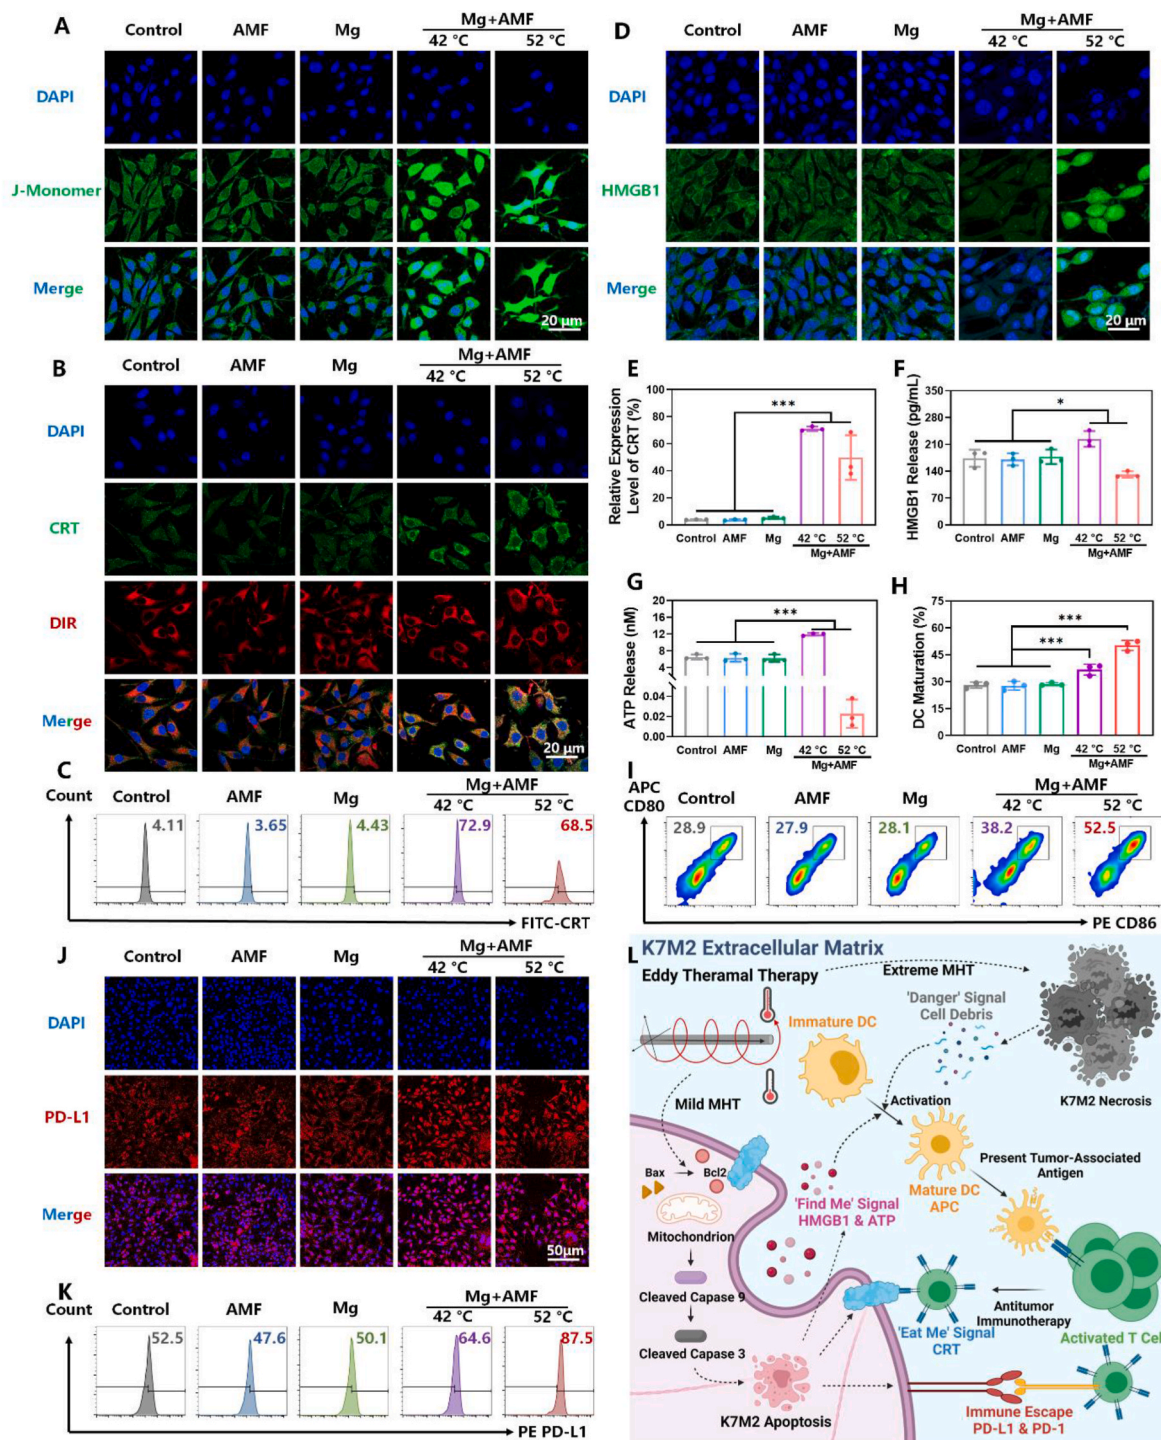 A
Control AMF Mg Mg+AMF
42 °C 52 °C
DAPI
J-Monomer
Merge
20 µm
D
Control AMF Mg Mg+AMF
42 °C 52 °C
DAPI
HMGB1
Merge
20 µm
B
Control AMF Mg Mg+AMF
42 °C 52 °C
DAPI
CRT
DIR
Merge
20 µm
E
Relative Expression
Level of CRT (%)
100
80
60
40
20
0
***
Control AMF Mg 42 °C 52 °C
Mg+AMF
F
HMGB1 Release (pg/mL)
350
280
210
140
70
0
*
Control AMF Mg 42 °C 52 °C
Mg+AMF
G
ATP Release (nM)
20
16
12
8
4
0.04
0.02
0.00
***
Control AMF Mg 42 °C 52 °C
Mg+AMF
H
DC Maturation (%)
75
60
45
30
15
0
***
***
Control AMF Mg 42 °C 52 °C
Mg+AMF
C
Count Control AMF Mg Mg+AMF
42 °C 52 °C
4.11 3.65 4.43 72.9 68.5
FITC-CRT
I
APC
CD80
Control AMF Mg Mg+AMF
42 °C 52 °C
28.9 27.9 28.1 38.2 52.5
PE CD86
J
Control AMF Mg Mg+AMF
42 °C 52 °C
DAPI
PD-L1
Merge
50µm
K
Count Control AMF Mg Mg+AMF
42 °C 52 °C
52.5 47.6 50.1 64.6 87.5
PE PD-L1
L
K7M2 Extracellular Matrix
Eddy Theramal Therapy
Extreme MHT
'Danger' Signal
Cell Debris
Immature DC
K7M2 Necrosis
Mild MHT
Activation
Bax
Bcl2
Mature DC
APC
Present Tumor-Associated
Antigen
'Find Me' Signal
HMGB1 & ATP
Mitochondrion
Cleaved Capase 9
Cleaved Capase 3
'Eat Me' Signal
CRT
Antitumor
Immunotherapy
Activated T Cell
K7M2 Apoptosis
Immune Escape
PD-L1 & PD-1